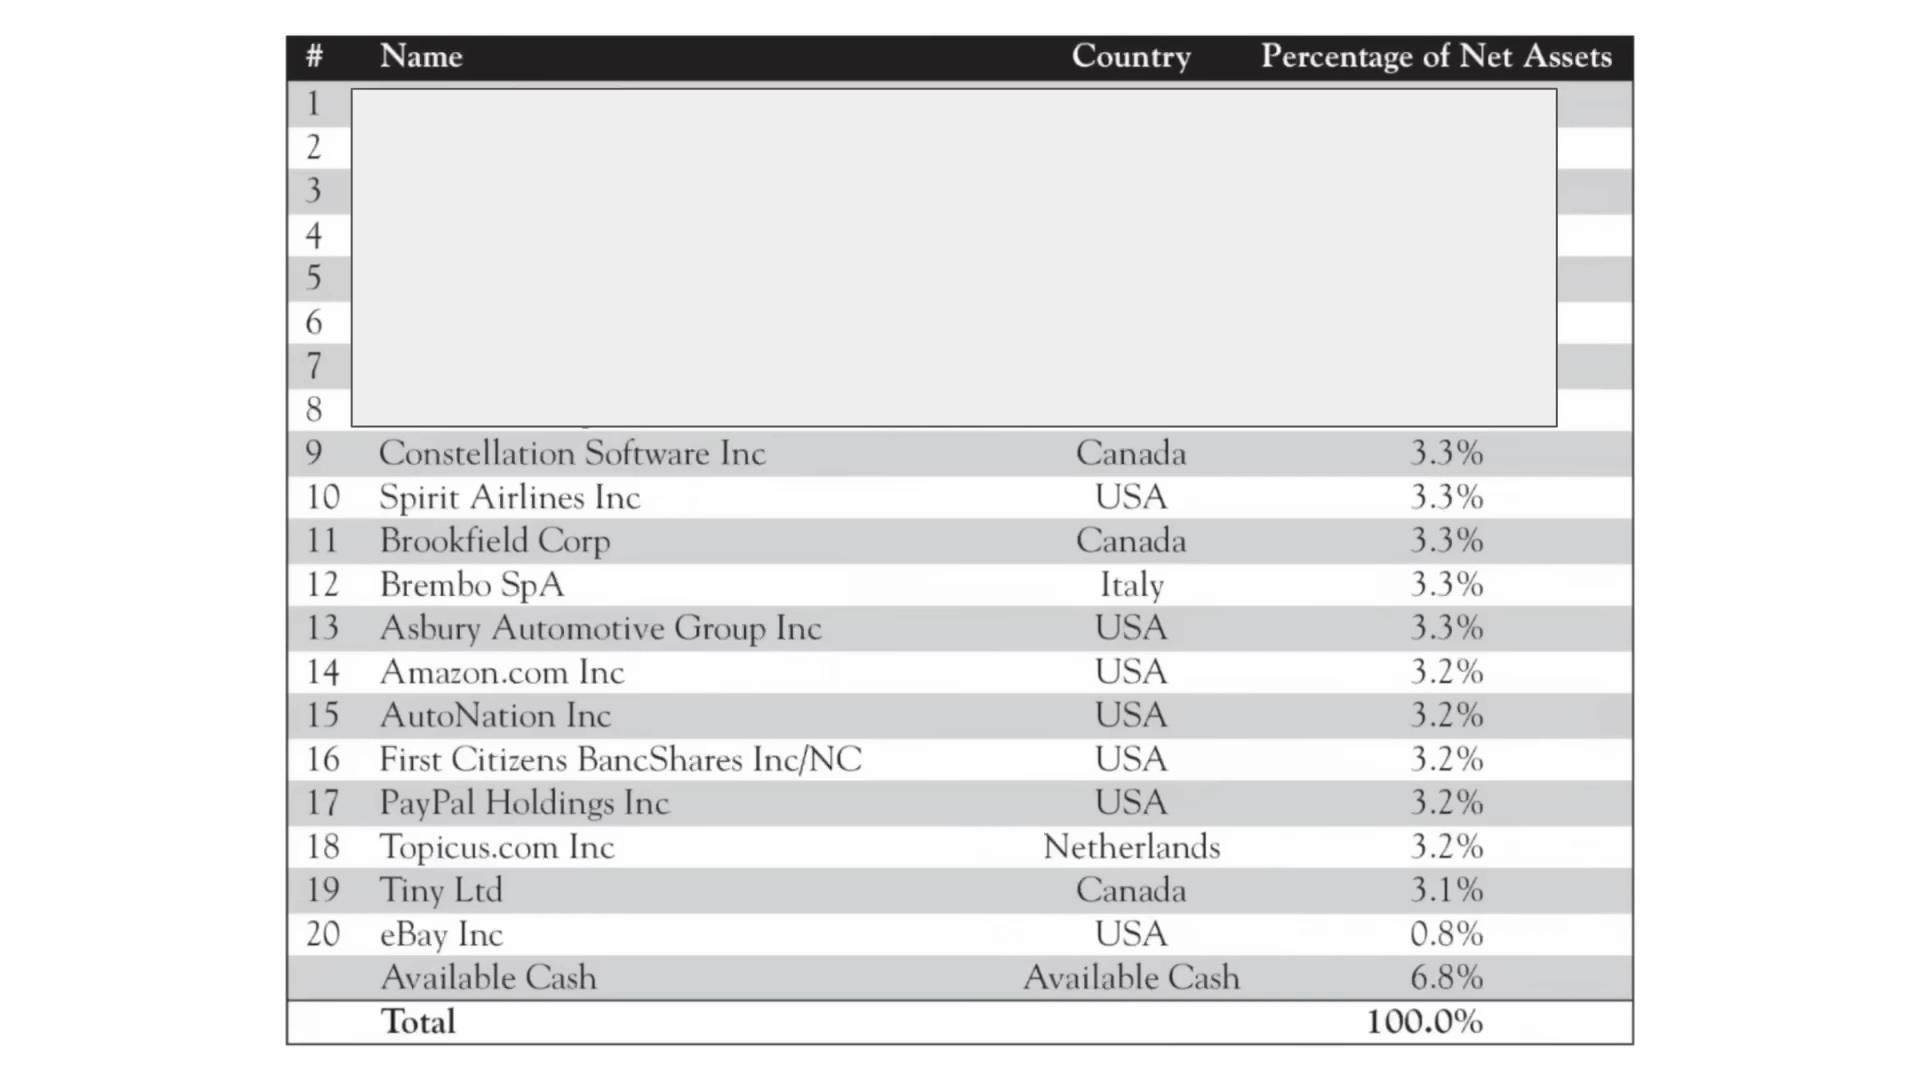 # Name Country Percentage of Net Assets
1
2
3
4
5
6
7
8
9 Constellation Software Inc Canada 3.3%
10 Spirit Airlines Inc USA 3.3%
11 Brookfield Corp Canada 3.3%
12 Brembo SpA Italy 3.3%
13 Asbury Automotive Group Inc USA 3.3%
14 Amazon.com Inc USA 3.2%
15 AutoNation Inc USA 3.2%
16 First Citizens BancShares Inc/NC USA 3.2%
17 PayPal Holdings Inc USA 3.2%
18 Topicus.com Inc Netherlands 3.2%
19 Tiny Ltd Canada 3.1%
20 eBay Inc USA 0.8%
Available Cash Available Cash 6.8%
Total 100.0%